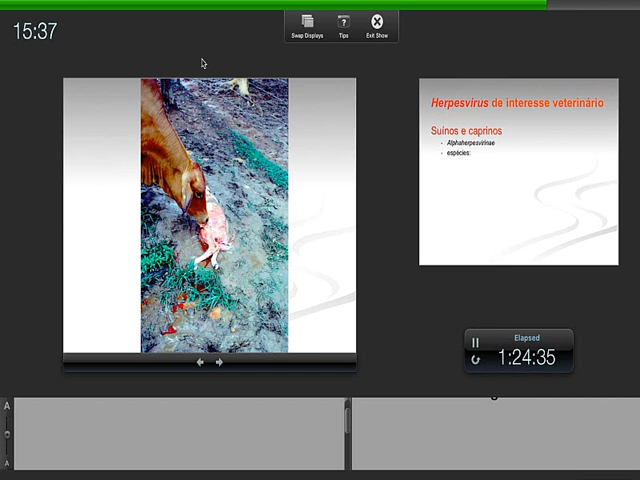 15:37
Swap Displays
Tips
Exit Show
Herpesvirus de interesse veterinário
Suínos e caprinos
- Alphaherpesvirinae
- espécies:
Elapsed
1:24:35
A
A